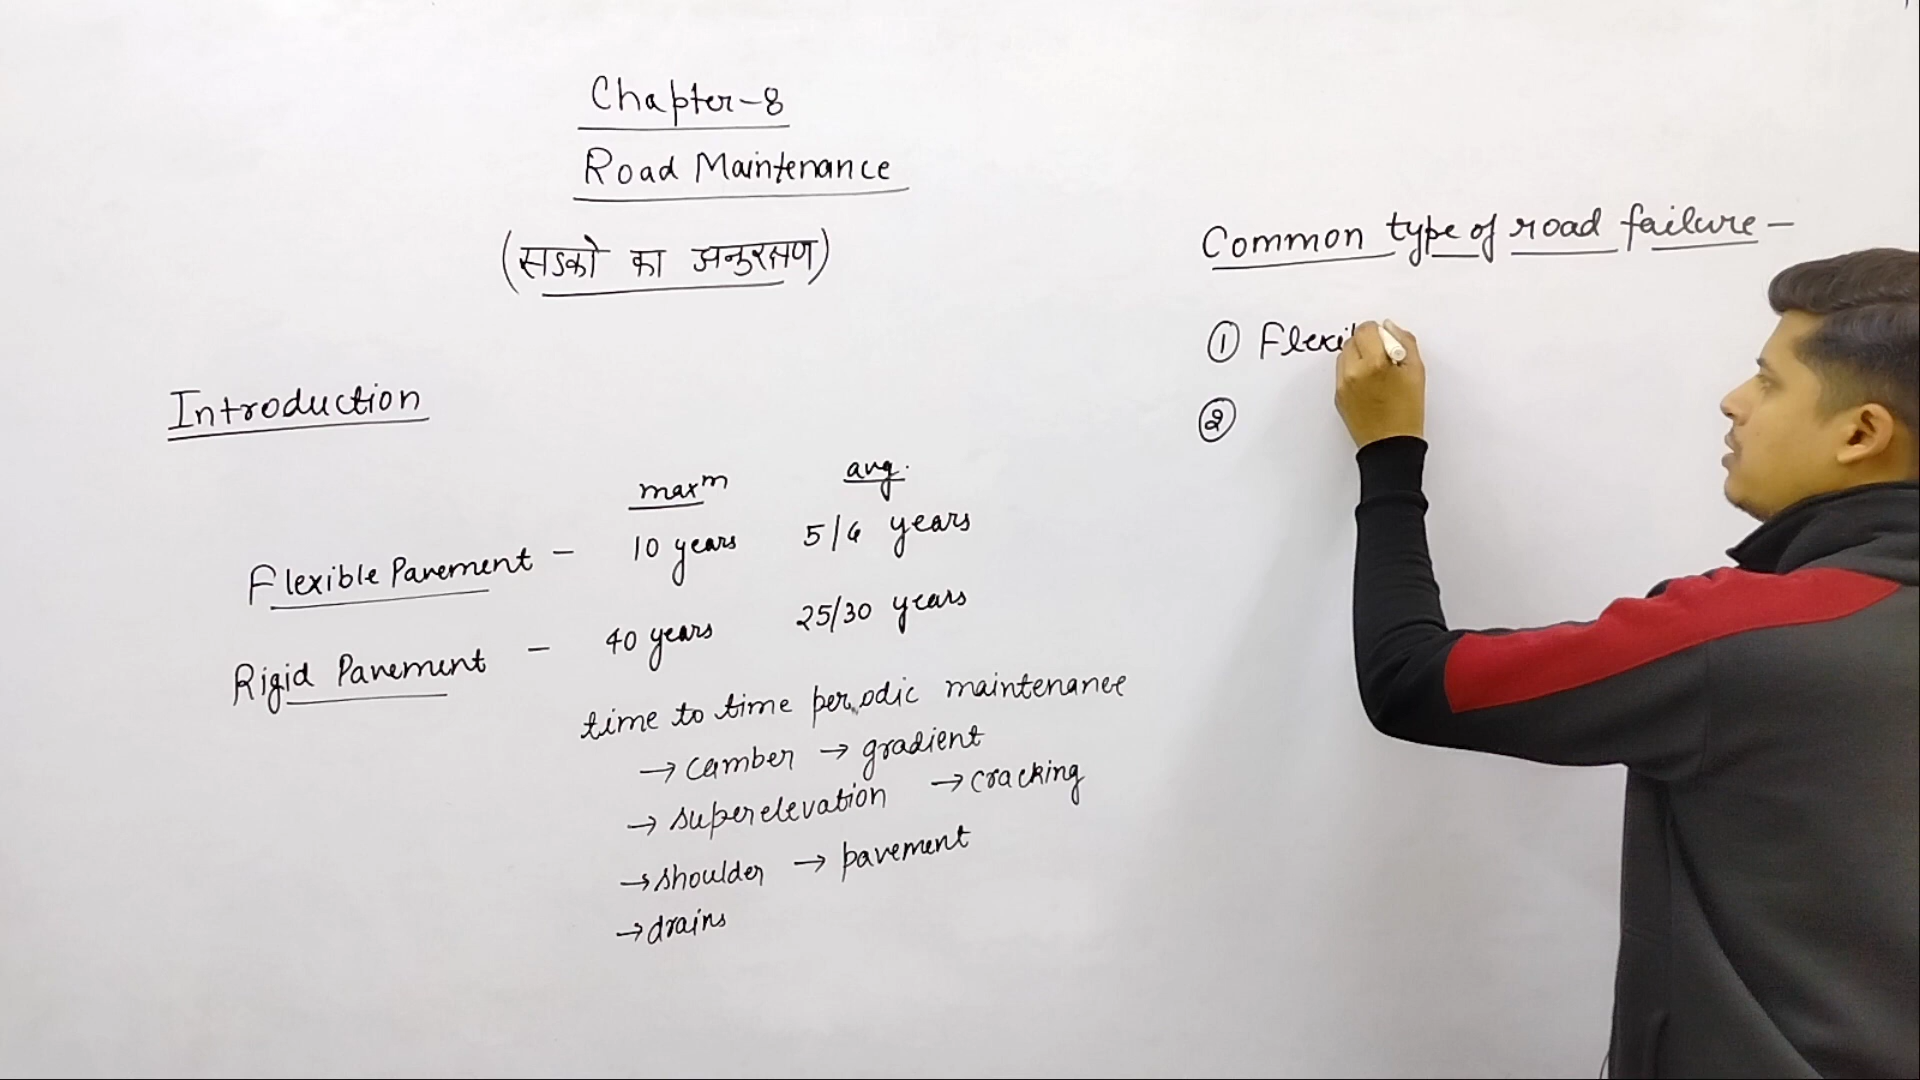 Chapter-8
Road Maintenance
(सडको का अनुरक्षण)
Introduction
maxᵐ avg.
Flexible Pavement - 10 years 5/6 years
Rigid Pavement - 40 years 25/30 years
time to time periodic maintenance
→ camber → gradient
→ superelevation → cracking
→ shoulder → pavement
→ drains
Common type of road failure -
① Flexi
②